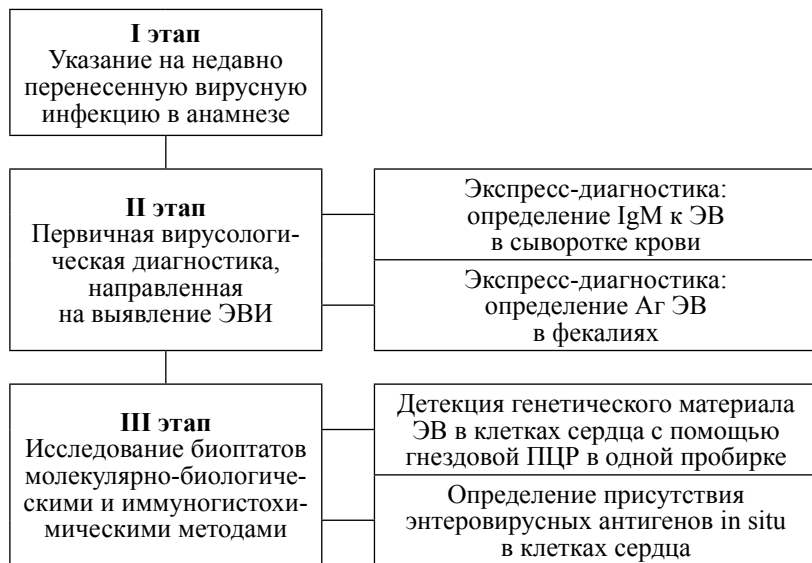 I этап
Указание на недавно
перенесенную вирусную
инфекцию в анамнезе
II этап
Первичная вирусологи-
ческая диагностика,
направленная
на выявление ЭВИ
Экспресс-диагностика:
определение IgM к ЭВ
в сыворотке крови
Экспресс-диагностика:
определение Аг ЭВ
в фекалиях
III этап
Исследование биоптатов
молекулярно-биологиче-
скими и иммуногистохи-
мическими методами
Детекция генетического материала
ЭВ в клетках сердца с помощью
гнездовой ПЦР в одной пробирке
Определение присутствия
энтеровирусных антигенов in situ
в клетках сердца